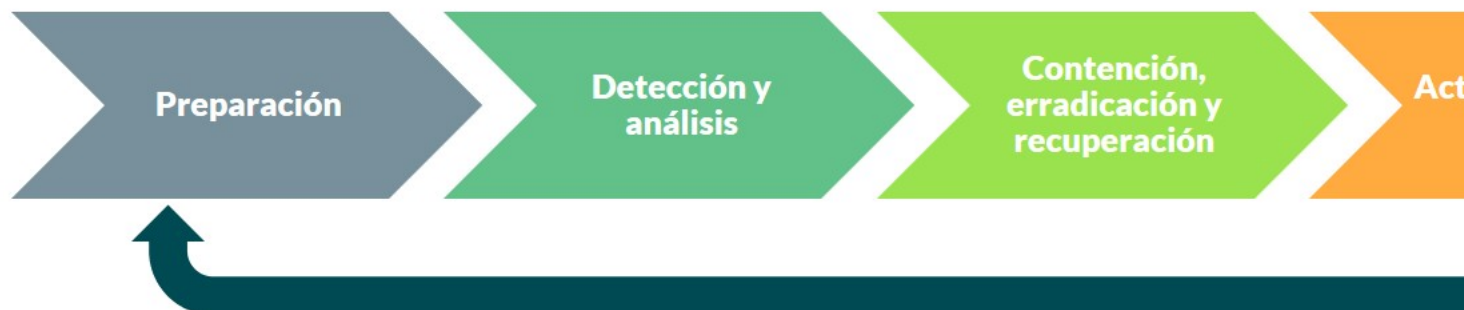 Preparación
Detección y
análisis
Contención,
erradicación y
recuperación